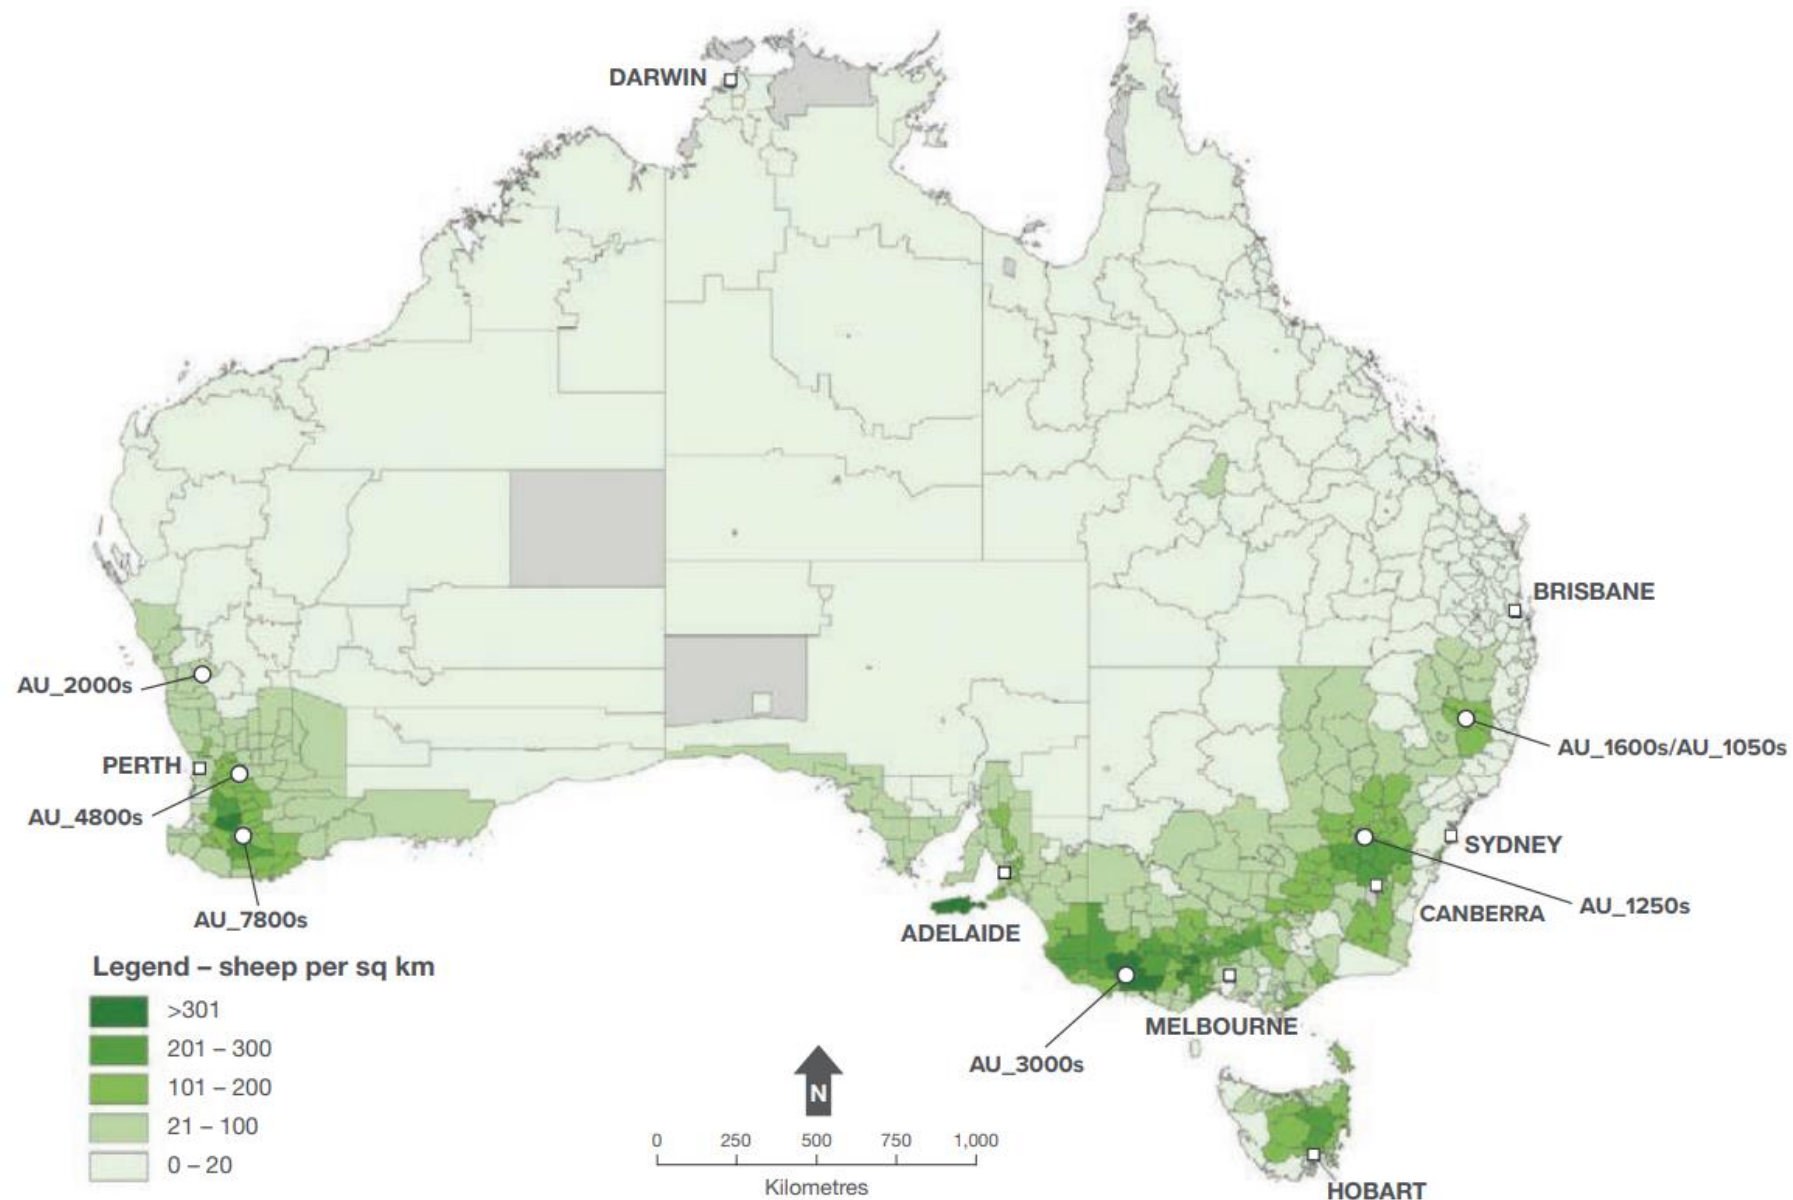 DARWIN
BRISBANE
AU_2000s
AU_1600s/AU_1050s
PERTH
AU_4800s
SYDNEY
AU_7800s
AU_1250s
CANBERRA
ADELAIDE
Legend – sheep per sq km
>301
201 – 300
101 – 200
21 – 100
0 – 20
MELBOURNE
AU_3000s
N
0 250 500 750 1,000
Kilometres
HOBART